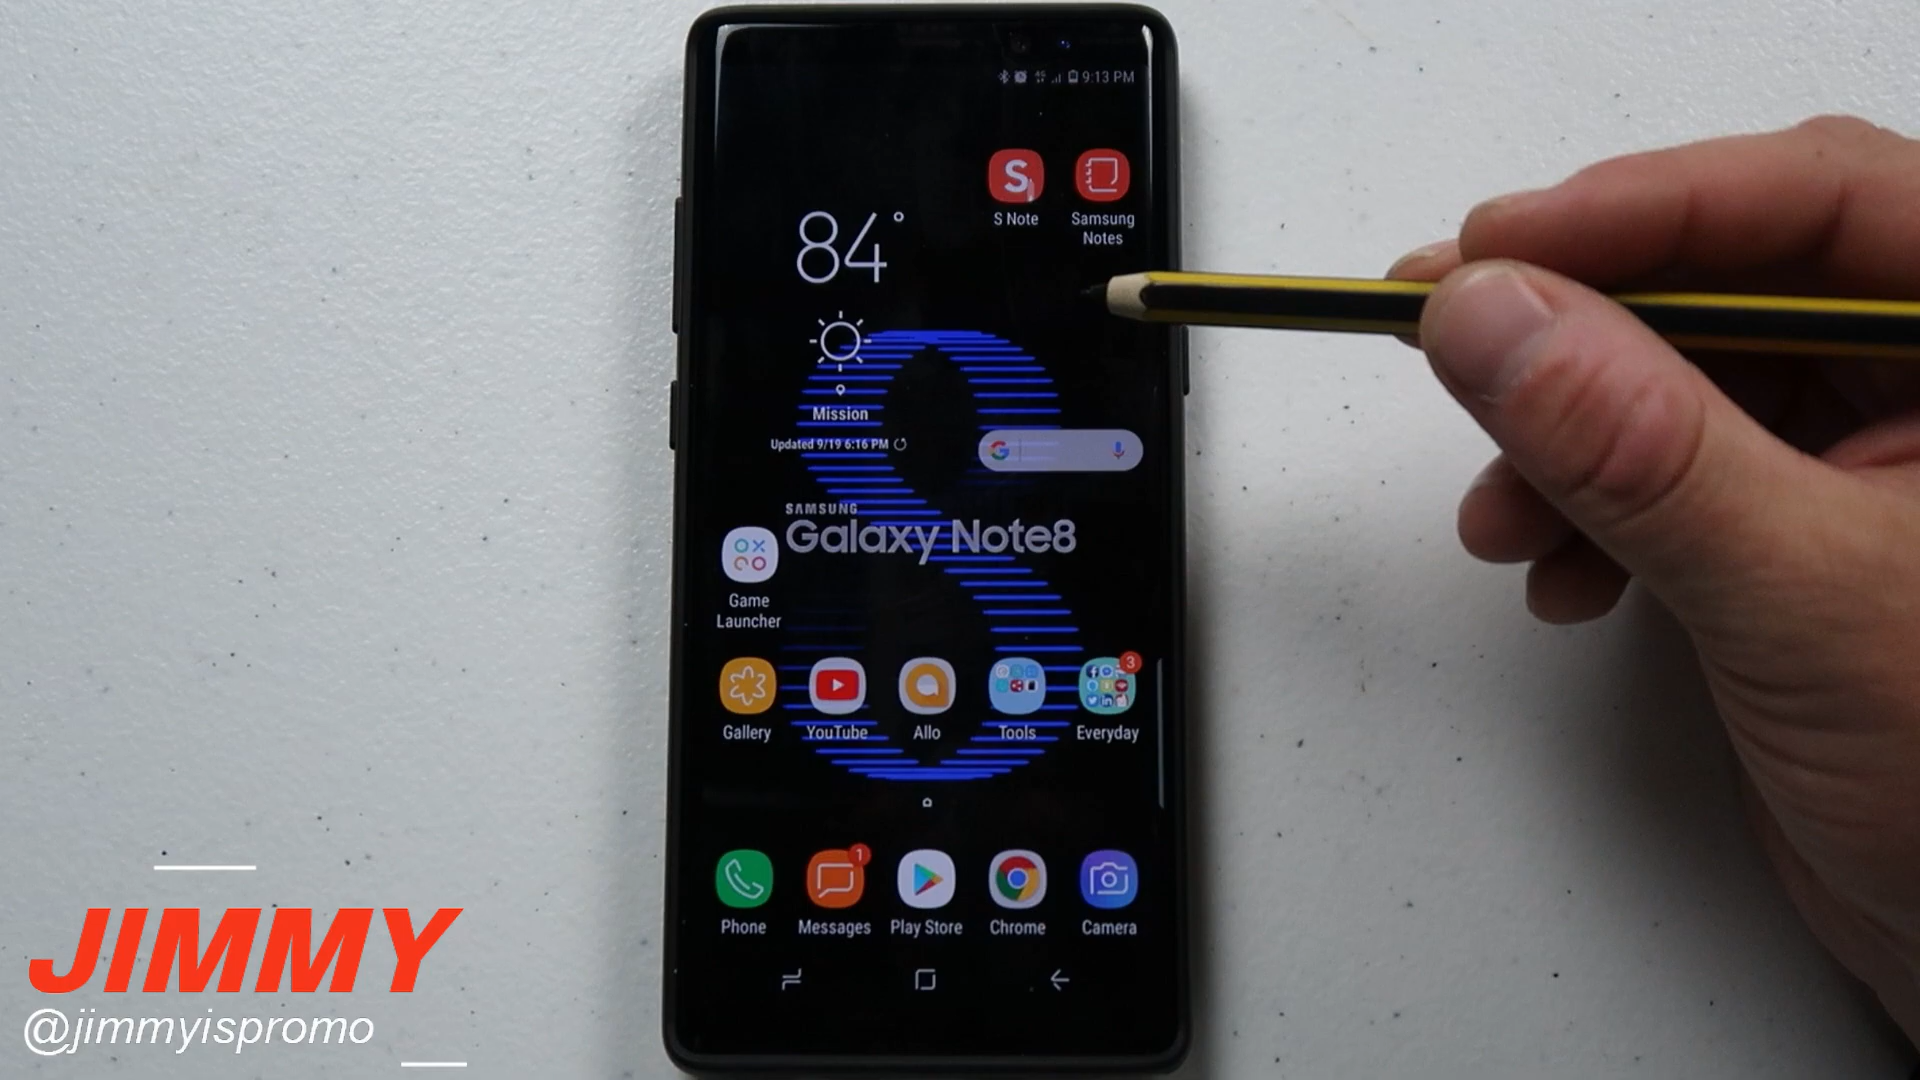 9:13 PM
S Note
Samsung
Notes
84°
Mission
Updated 9/19 6:16 PM
SAMSUNG
Galaxy Note8
Game
Launcher
3
Gallery
YouTube
Allo
Tools
Everyday
1
Phone
Messages
Play Store
Chrome
Camera
JIMMY
@jimmyispromo